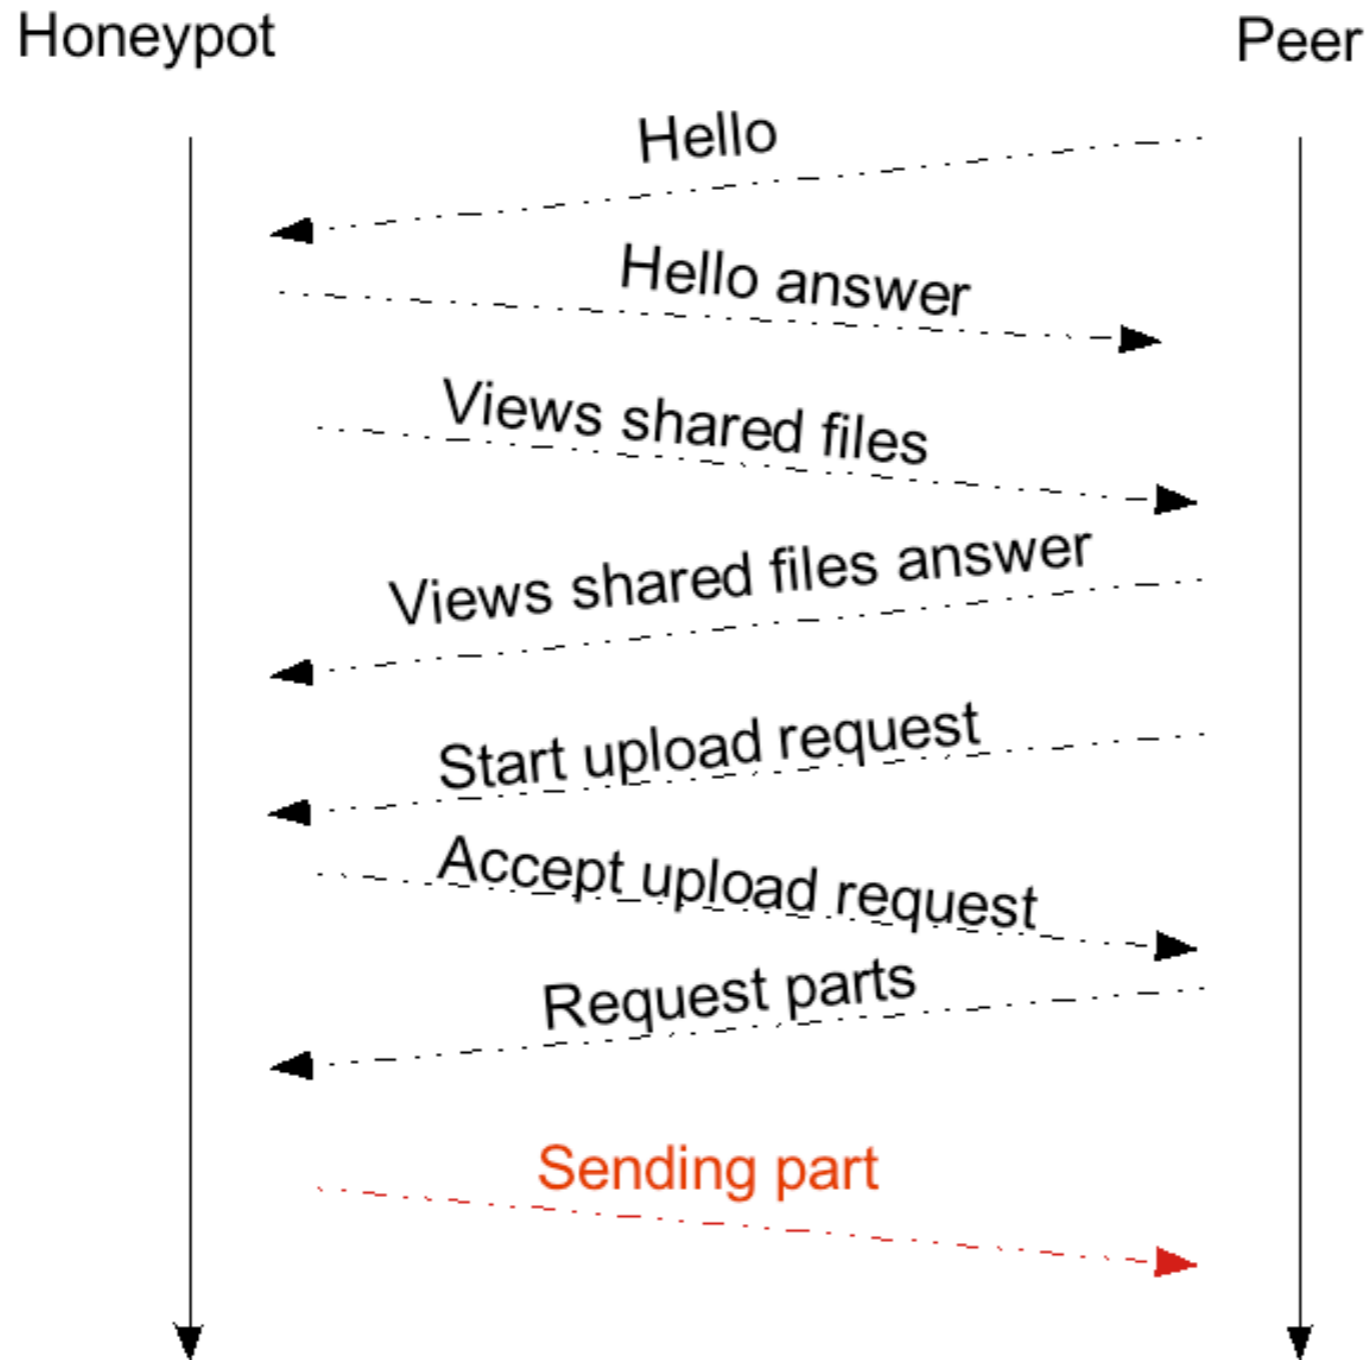 Honeypot
Peer
Hello
Hello answer
Views shared files
Views shared files answer
Start upload request
Accept upload request
Request parts
Sending part